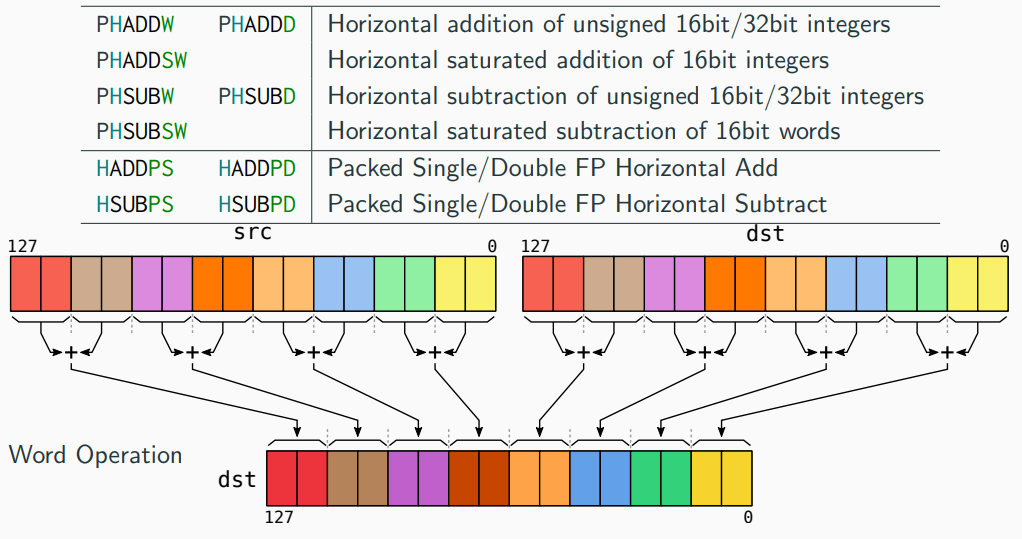 PHADDW PHADDD Horizontal addition of unsigned 16bit/32bit integers
PHADDSW Horizontal saturated addition of 16bit integers
PHSUBW PHSUBD Horizontal subtraction of unsigned 16bit/32bit integers
PHSUBSW Horizontal saturated subtraction of 16bit words
HADDPS HADDPD Packed Single/Double FP Horizontal Add
HSUBPS HSUBPD Packed Single/Double FP Horizontal Subtract
src dst
127 0 127 0
+ + + + + + + +
Word Operation
dst
127 0